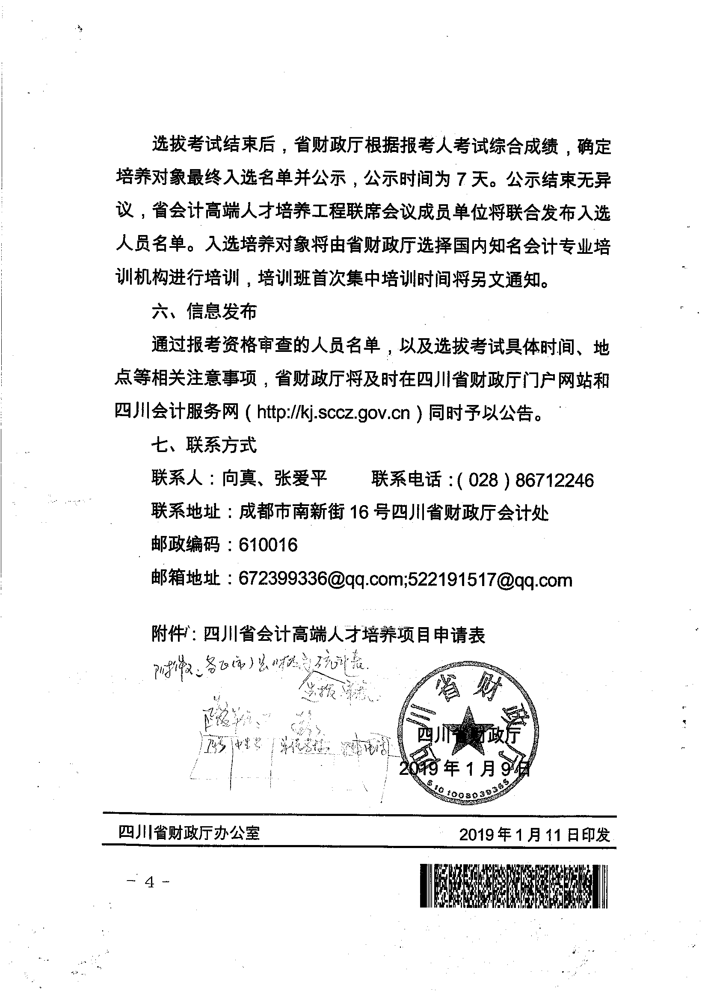 选拔考试结束后，省财政厅根据报考人考试综合成绩，确定
培养对象最终入选名单并公示，公示时间为 7 天。公示结束无异
议，省会计高端人才培养工程联席会议成员单位将联合发布入选
人员名单。入选培养对象将由省财政厅选择国内知名会计专业培
训机构进行培训，培训班首次集中培训时间将另文通知。
六、信息发布
通过报考资格审查的人员名单，以及选拔考试具体时间、地
点等相关注意事项，省财政厅将及时在四川省财政厅门户网站和
四川会计服务网（http://kj.sccz.gov.cn）同时予以公告。
七、联系方式
联系人：向真、张爱平 联系电话：(028)86712246
联系地址：成都市南新街 16 号四川省财政厅会计处
邮政编码：610016
邮箱地址：672399336@qq.com;522191517@qq.com
附件：四川省会计高端人才培养项目申请表
选拔
四川省财政厅
四川省财政厅
2019 年 1 月 9 日
5101008039365
四川省财政厅办公室 2019 年 1 月 11 日印发
- 4 -